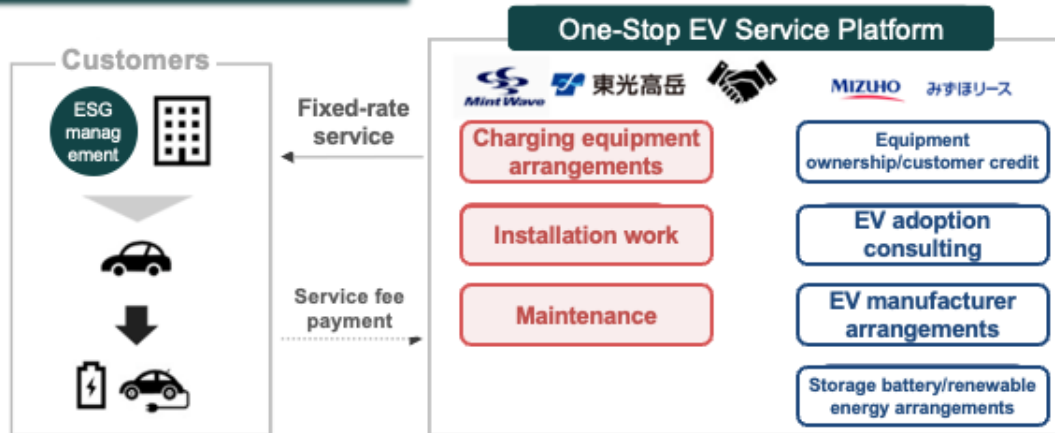 One-Stop EV Service Platform
Customers
ESG
manag
ement
Fixed-rate
service
Service fee
payment
MintWave
東光高岳
MIZUHO みずほリース
Charging equipment
arrangements
Installation work
Maintenance
Equipment
ownership/customer credit
EV adoption
consulting
EV manufacturer
arrangements
Storage battery/renewable
energy arrangements